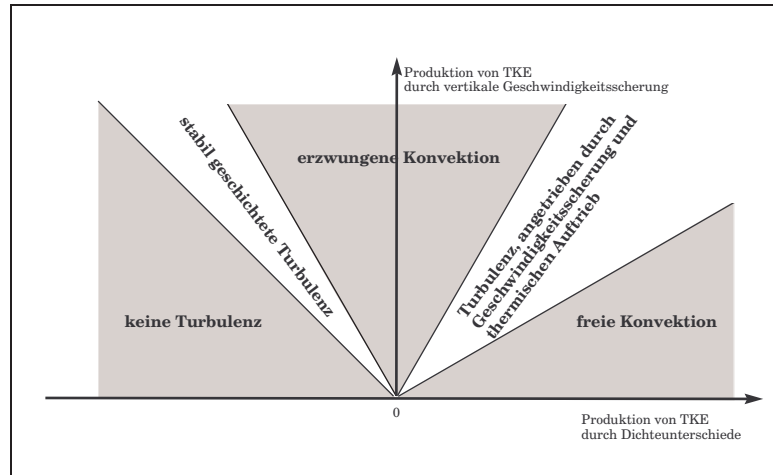 Produktion von TKE
durch vertikale Geschwindigkeitsscherung
stabil geschichtete Turbulenz
erzwungene Konvektion
Turbulenz, angetrieben durch
Geschwindigkeitsscherung und
thermischen Auftrieb
keine Turbulenz
freie Konvektion
0
Produktion von TKE
durch Dichteunterschiede